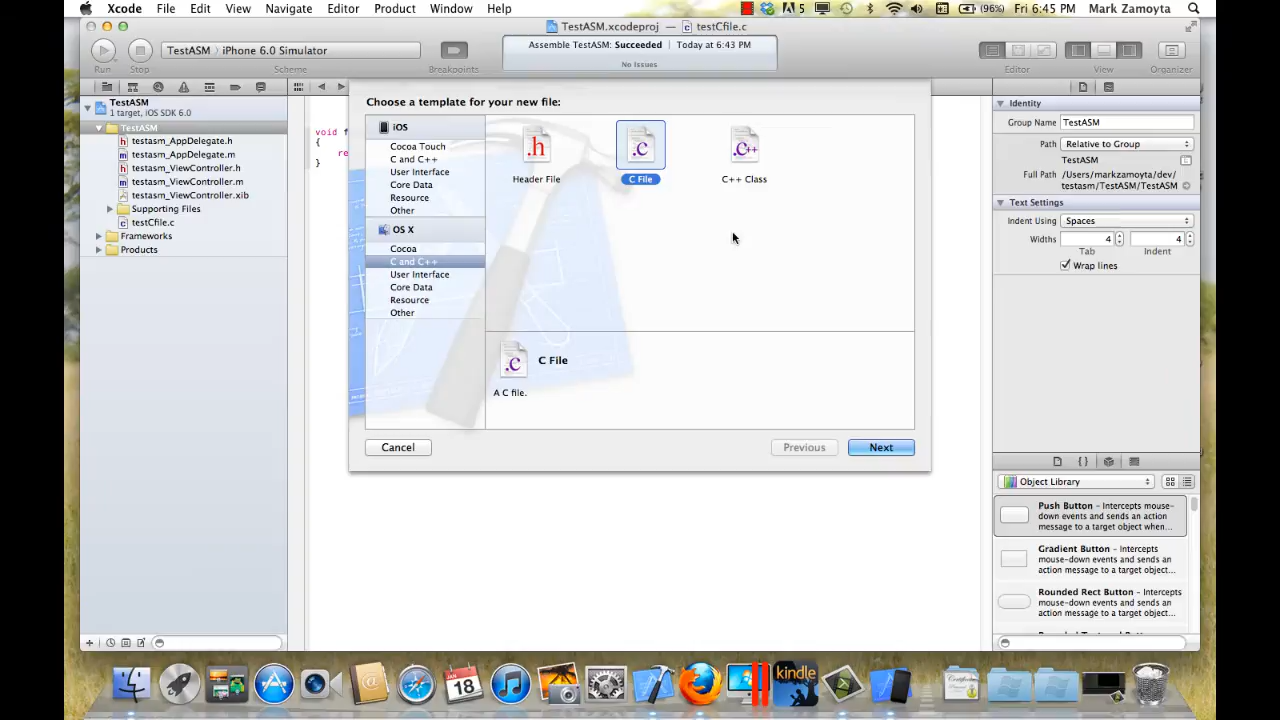 Xcode File Edit View Navigate Editor Product Window Help
5 (96%) Fri 6:45 PM Mark Zamoyta
TestASM.xcodeproj — testCfile.c
TestASM › iPhone 6.0 Simulator
Assemble TestASM: Succeeded | Today at 6:43 PM
No Issues
Run Stop Scheme Breakpoints Editor View Organizer
TestASM
1 target, iOS SDK 6.0
TestASM
testasm_AppDelegate.h
testasm_AppDelegate.m
testasm_ViewController.h
testasm_ViewController.m
testasm_ViewController.xib
Supporting Files
testCfile.c
Frameworks
Products
void f
{
re
}
Choose a template for your new file:
iOS
Cocoa Touch
C and C++
User Interface
Core Data
Resource
Other
OS X
Cocoa
C and C++
User Interface
Core Data
Resource
Other
.h .c .c++
Header File C File C++ Class
.c C File
A C file.
Cancel Previous Next
Identity
Group Name TestASM
Path Relative to Group
TestASM
Full Path /Users/markzamoyta/dev/
testasm/TestASM/TestASM
Text Settings
Indent Using Spaces
Widths 4 4
Tab Indent
Wrap lines
Object Library
Push Button – Intercepts mouse-
down events and sends an action
message to a target object when...
Gradient Button – Intercepts
mouse-down events and sends an
action message to a target object...
Rounded Rect Button – Intercepts
mouse-down events and sends an
action message to a target object...
JUL
18
kindle